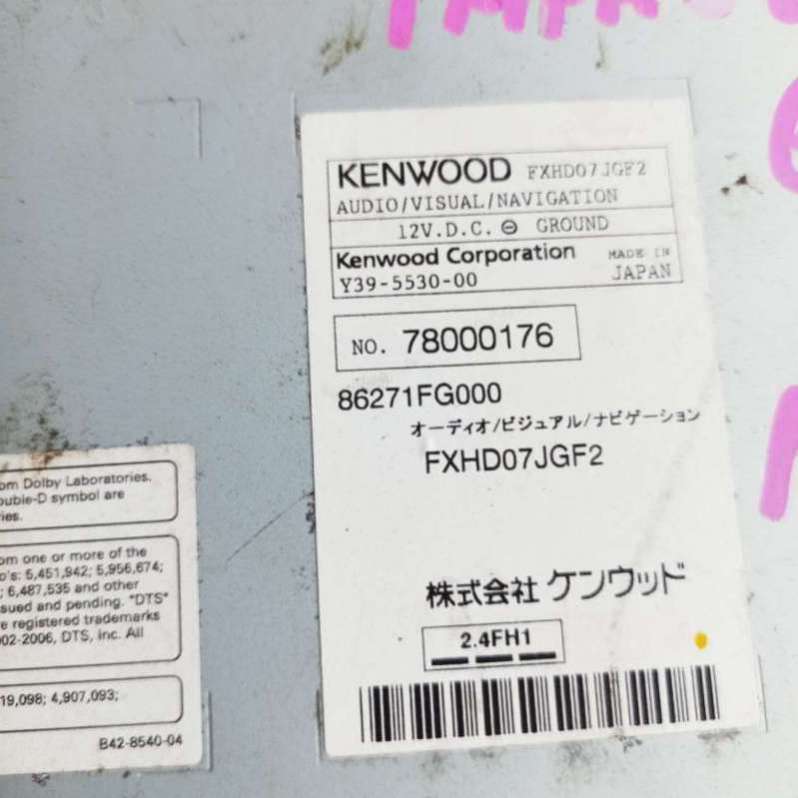 KENWOOD FXHD07JGF2
AUDIO/VISUAL/NAVIGATION
12V.D.C. ⊖ GROUND
Kenwood Corporation MADE IN
Y39-5530-00 JAPAN
NO. 78000176
86271FG000
オーディオ/ビジュアル/ナビゲーション
FXHD07JGF2
株式会社 ケンウッド
2.4FH1
om Dolby Laboratories.
ouble-D symbol are
ies.
om one or more of the
o's: 5,451,942; 5,956,674;
; 6,487,535 and other
sued and pending. "DTS"
e registered trademarks
02-2006, DTS, Inc. All
19,098; 4,907,093;
B42-8540-04